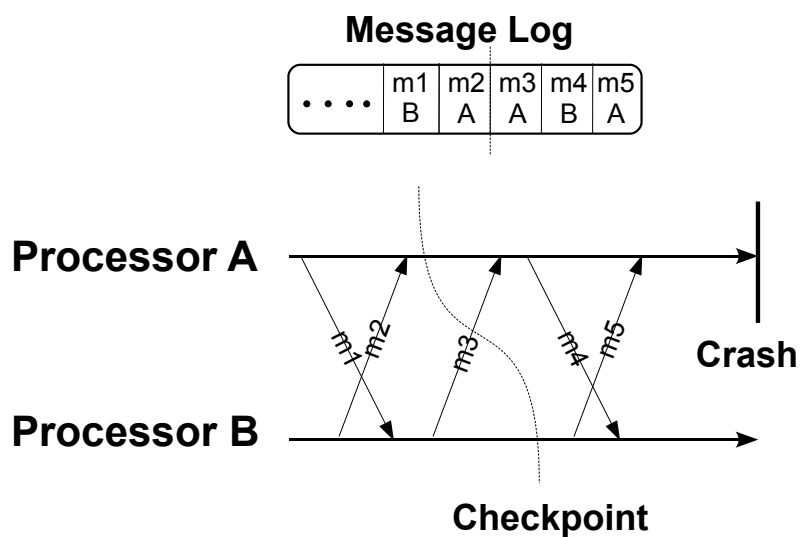 Message Log
• • • • m1 m2 m3 m4 m5
B A A B A
Processor A
m1 m2 m3 m4 m5
Crash
Processor B
Checkpoint